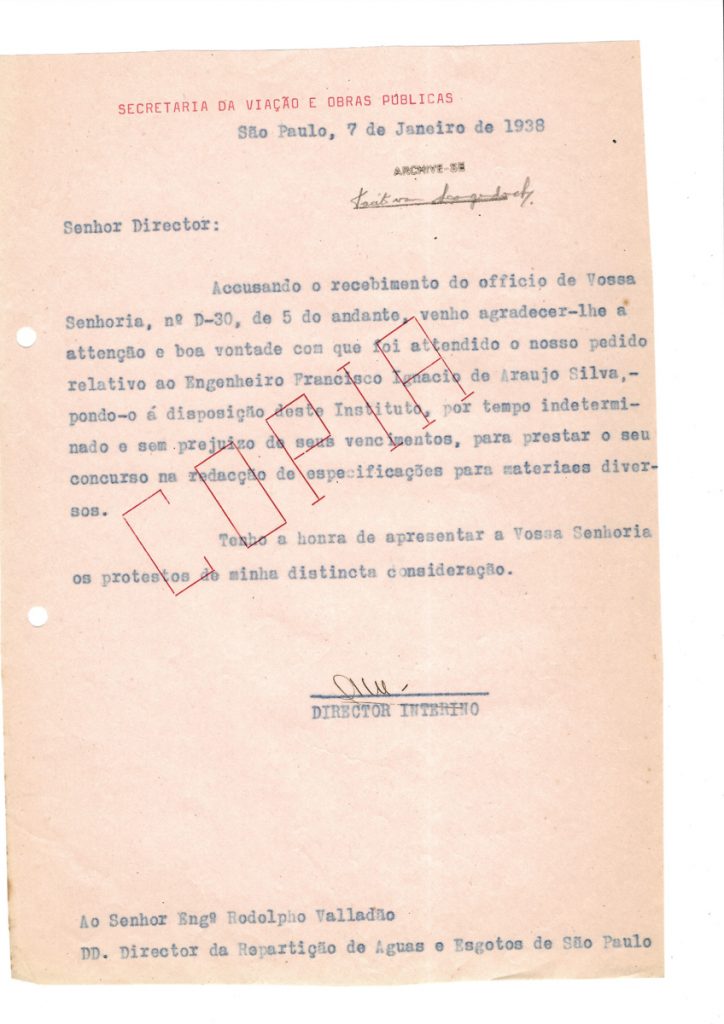 SECRETARIA DA VIAÇÃO E OBRAS PÚBLICAS
São Paulo, 7 de Janeiro de 1938
ARCHIVE-SE
Senhor Director:
Accusando o recebimento do officio de Vossa
Senhoria, nº D-30, de 5 do andante, venho agradecer-lhe a
attenção e boa vontade com que foi attendido o nosso pedido
relativo ao Engenheiro Francisco Ignacio de Araujo Silva,-
pondo-o á disposição deste Instituto, por tempo indetermi-
nado e sem prejuizo de seus vencimentos, para prestar o seu
concurso na redacção de especificações para materiaes diver-
sos.
Tenho a honra de apresentar a Vossa Senhoria
os protestos de minha distincta consideração.
COPIA
DIRECTOR INTERINO
Ao Senhor Engº Rodolpho Valladão
DD. Director da Repartição de Aguas e Esgotos de São Paulo